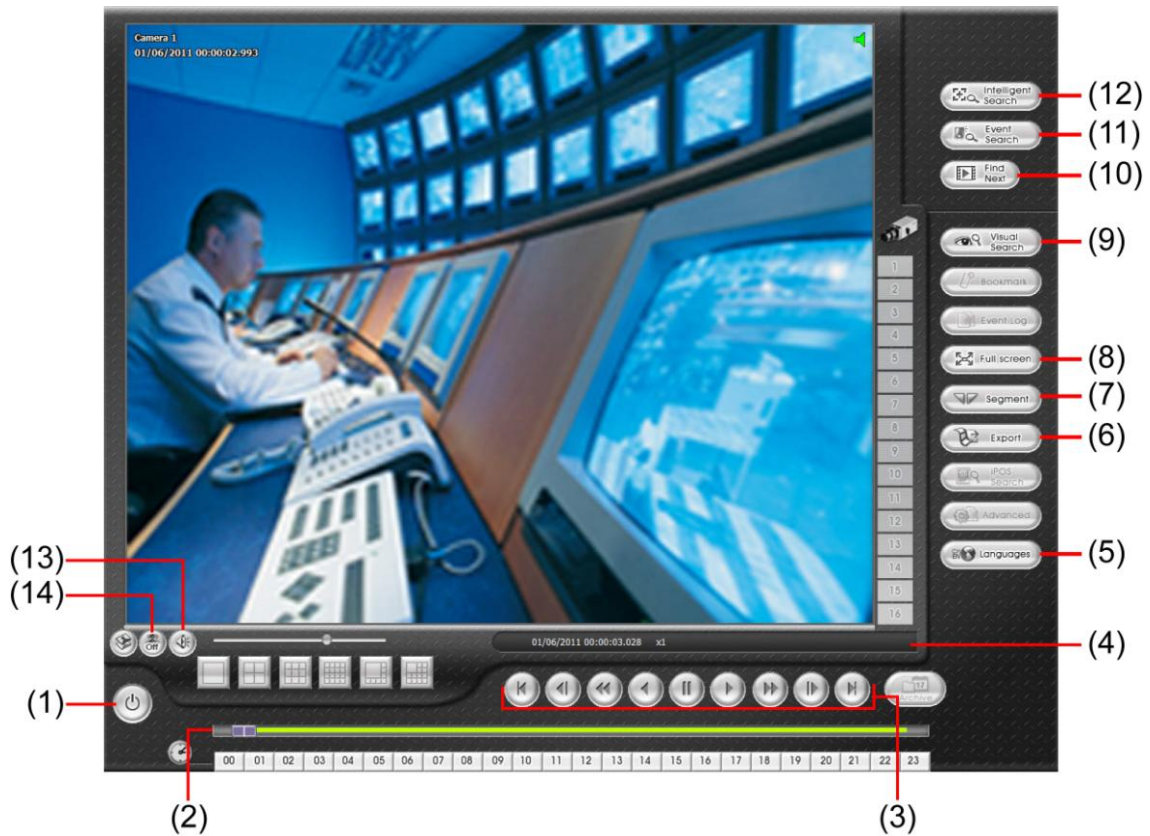 Camera 1
01/06/2011 00:00:02:993
Intelligent
Search
(12)
Event
Search
(11)
Find
Next
(10)
Visual
Search
(9)
Bookmark
Event Log
Full screen
(8)
Segment
(7)
Export
(6)
iPOS
Search
Advanced
Languages
(5)
1
2
3
4
5
6
7
8
9
10
11
12
13
14
15
16
(13)
(14)
Off
01/06/2011 00:00:03.028 x1
(4)
(1)
17
Archive
(2)
00 01 02 03 04 05 06 07 08 09 10 11 12 13 14 15 16 17 18 19 20 21 22 23
(3)